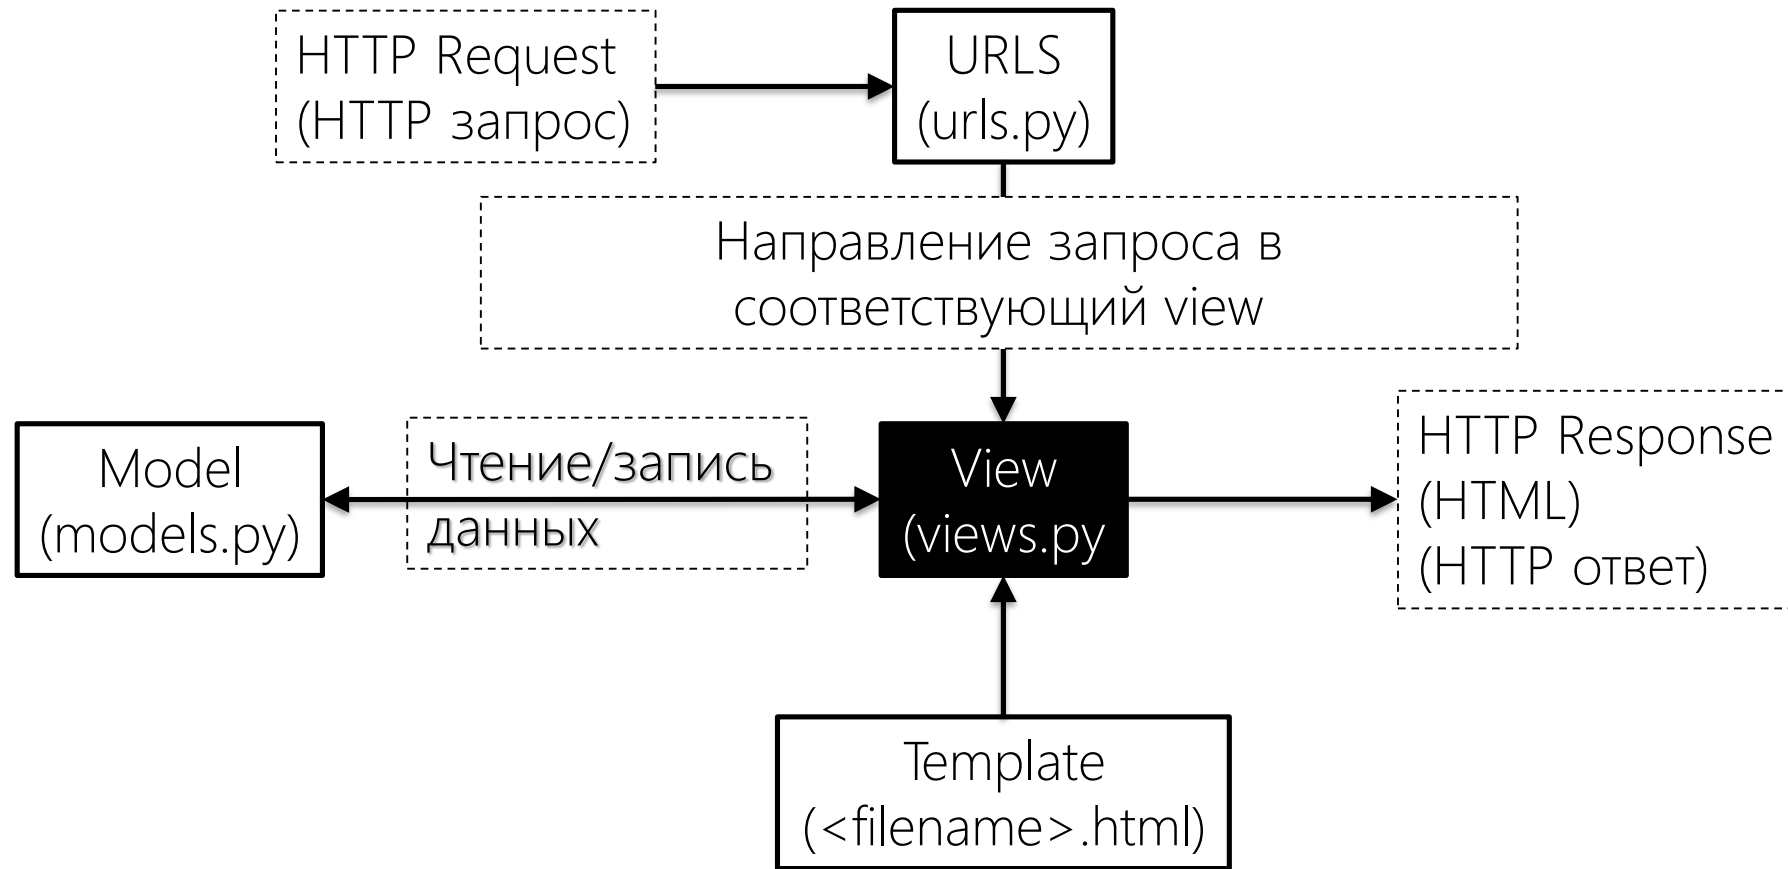 HTTP Request
(HTTP запрос)
URLS
(urls.py)
Направление запроса в
соответствующий view
Model
(models.py)
Чтение/запись
данных
View
(views.py
HTTP Response
(HTML)
(HTTP ответ)
Template
(<filename>.html)